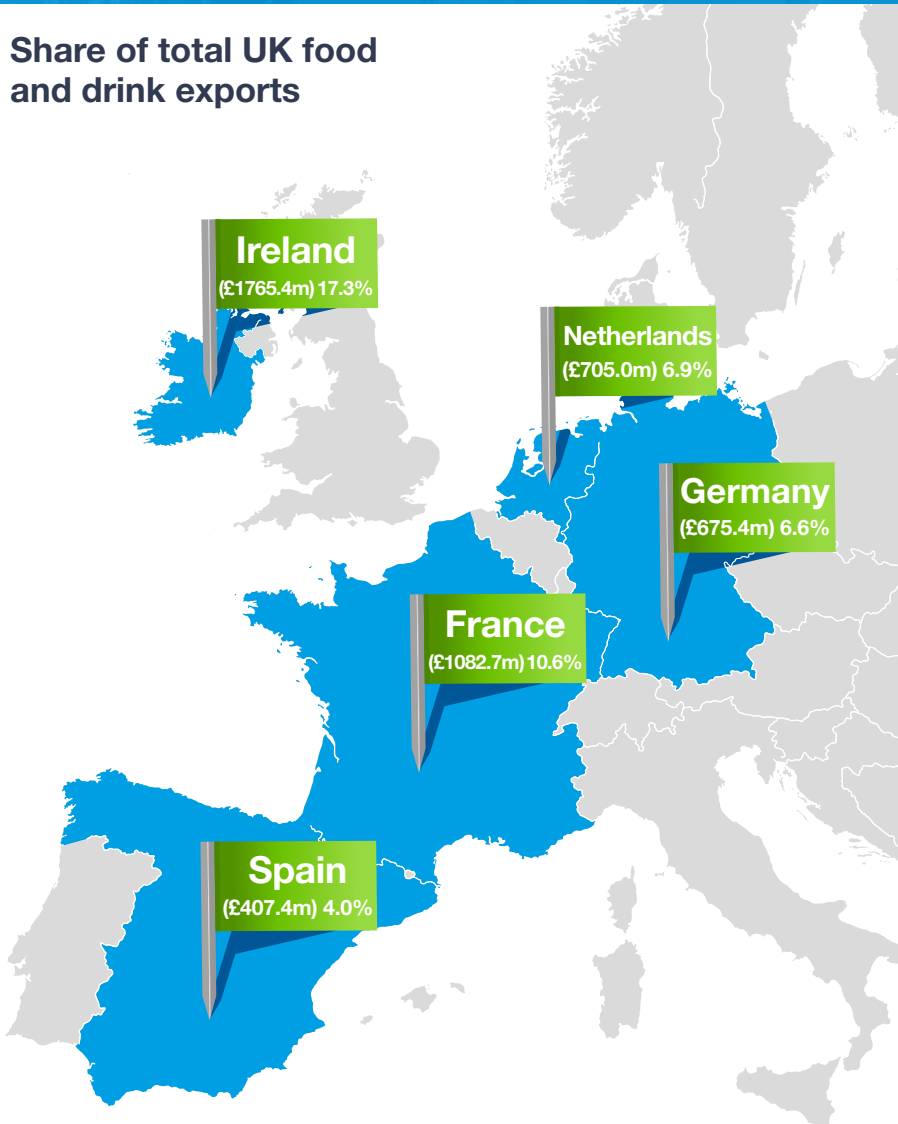 Share of total UK food
and drink exports
Ireland
(£1765.4m) 17.3%
Netherlands
(£705.0m) 6.9%
Germany
(£675.4m) 6.6%
France
(£1082.7m) 10.6%
Spain
(£407.4m) 4.0%